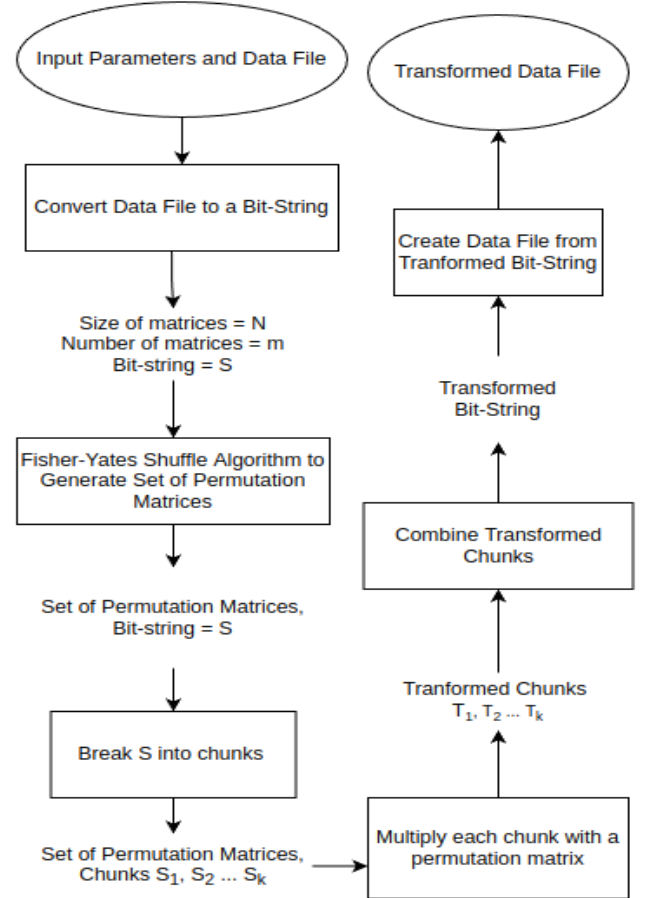 Input Parameters and Data File
Convert Data File to a Bit-String
Size of matrices = N
Number of matrices = m
Bit-string = S
Fisher-Yates Shuffle Algorithm to
Generate Set of Permutation
Matrices
Set of Permutation Matrices,
Bit-string = S
Break S into chunks
Set of Permutation Matrices,
Chunks S₁, S₂ ... Sₖ
Multiply each chunk with a
permutation matrix
Tranformed Chunks
T₁, T₂ ... Tₖ
Combine Transformed
Chunks
Transformed
Bit-String
Create Data File from
Tranformed Bit-String
Transformed Data File